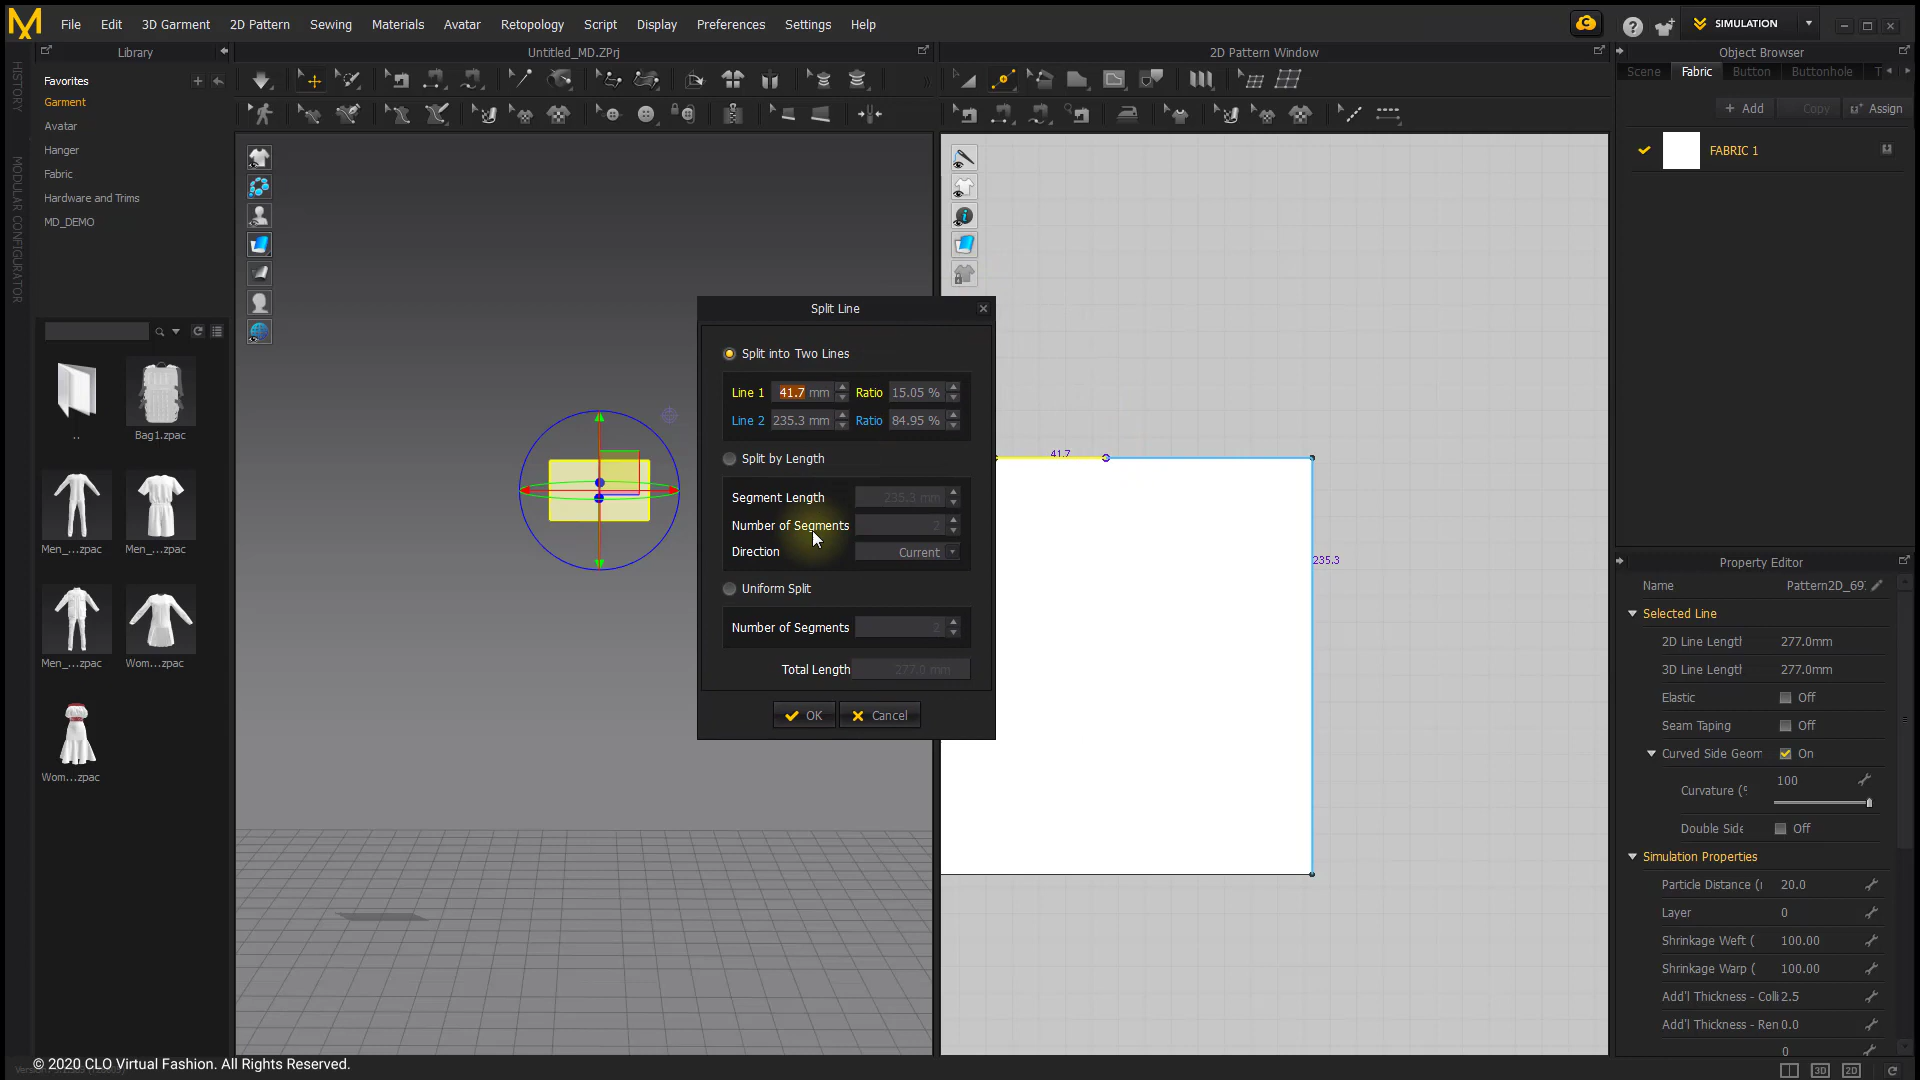 File Edit 3D Garment 2D Pattern Sewing Materials Avatar Retopology Script Display Preferences Settings Help
SIMULATION
Library
Untitled_MD.ZPrj
2D Pattern Window
Object Browser
HISTORY
MODULAR CONFIGURATOR
Favorites
Garment
Avatar
Hanger
Fabric
Hardware and Trims
MD_DEMO
..
Bag1.zpac
Men_....zpac
Men_....zpac
Men_....zpac
Wom...zpac
Wom...zpac
Split Line
Split into Two Lines
Line 1 41.7 mm Ratio 15.05 %
Line 2 235.3 mm Ratio 84.95 %
Split by Length
Segment Length 235.3 mm
Number of Segments 2
Direction Current
Uniform Split
Number of Segments 2
Total Length 277.0 mm
OK Cancel
41.7
235.3
Scene Fabric Button Buttonhole T
+ Add Copy Assign
FABRIC 1
Property Editor
Name Pattern2D_69
Selected Line
2D Line Length 277.0mm
3D Line Length 277.0mm
Elastic Off
Seam Taping Off
Curved Side Geom On
Curvature (% 100
Double Side Off
Simulation Properties
Particle Distance (r 20.0
Layer 0
Shrinkage Weft ( 100.00
Shrinkage Warp ( 100.00
Add'l Thickness - Colli 2.5
Add'l Thickness - Ren 0.0
0
© 2020 CLO Virtual Fashion. All Rights Reserved.
3D 2D